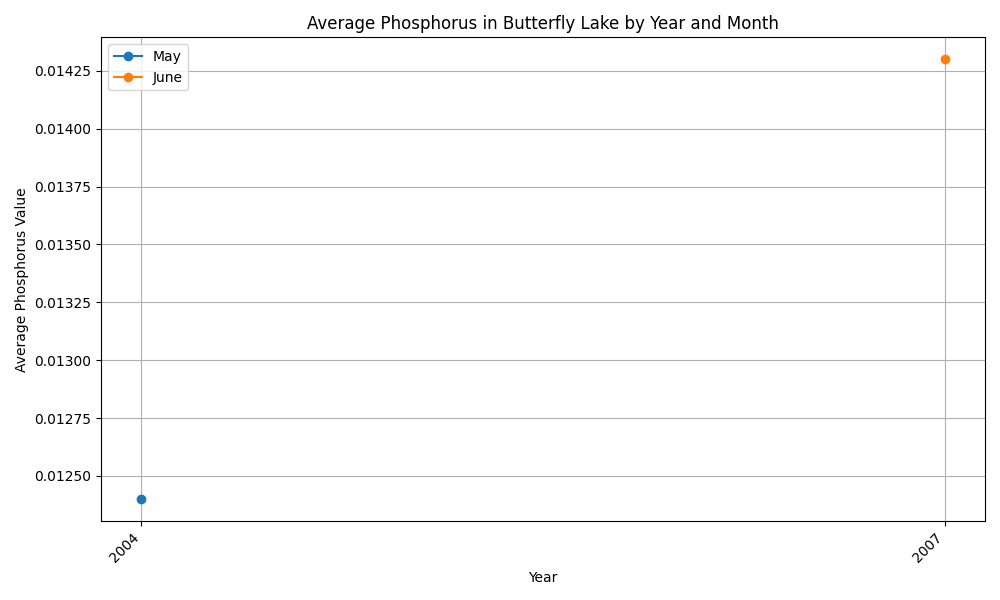 Average Phosphorus in Butterfly Lake by Year and Month
May
June
0.01425
0.01400
0.01375
0.01350
0.01325
0.01300
0.01275
0.01250
Average Phosphorus Value
2004
2007
Year